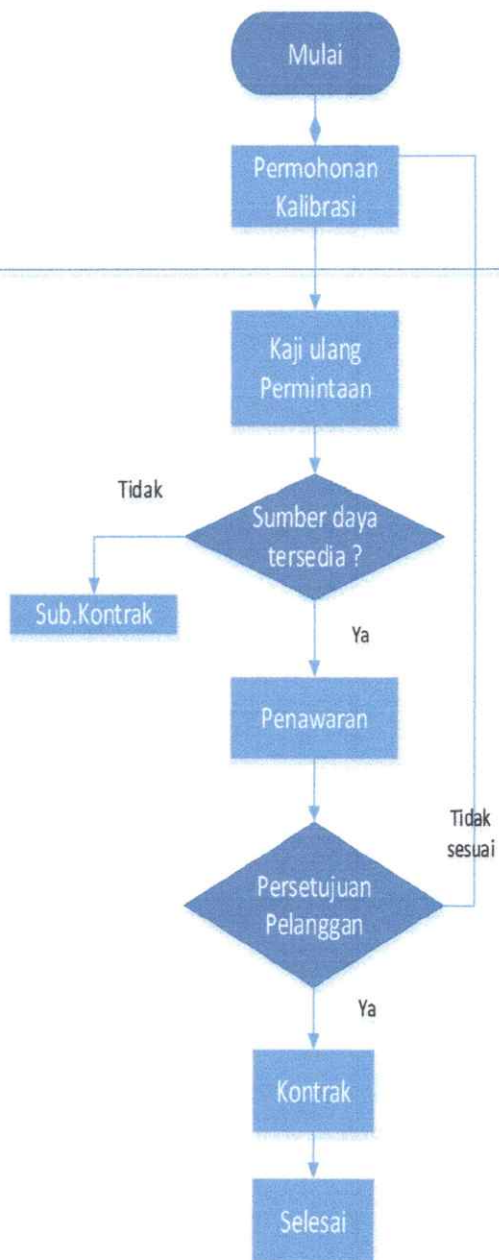 Mulai
Permohonan
Kalibrasi
Kaji ulang
Permintaan
Tidak
Sumber daya
tersedia ?
Sub.Kontrak
Ya
Penawaran
Tidak
sesuai
Persetujuan
Pelanggan
Ya
Kontrak
Selesai